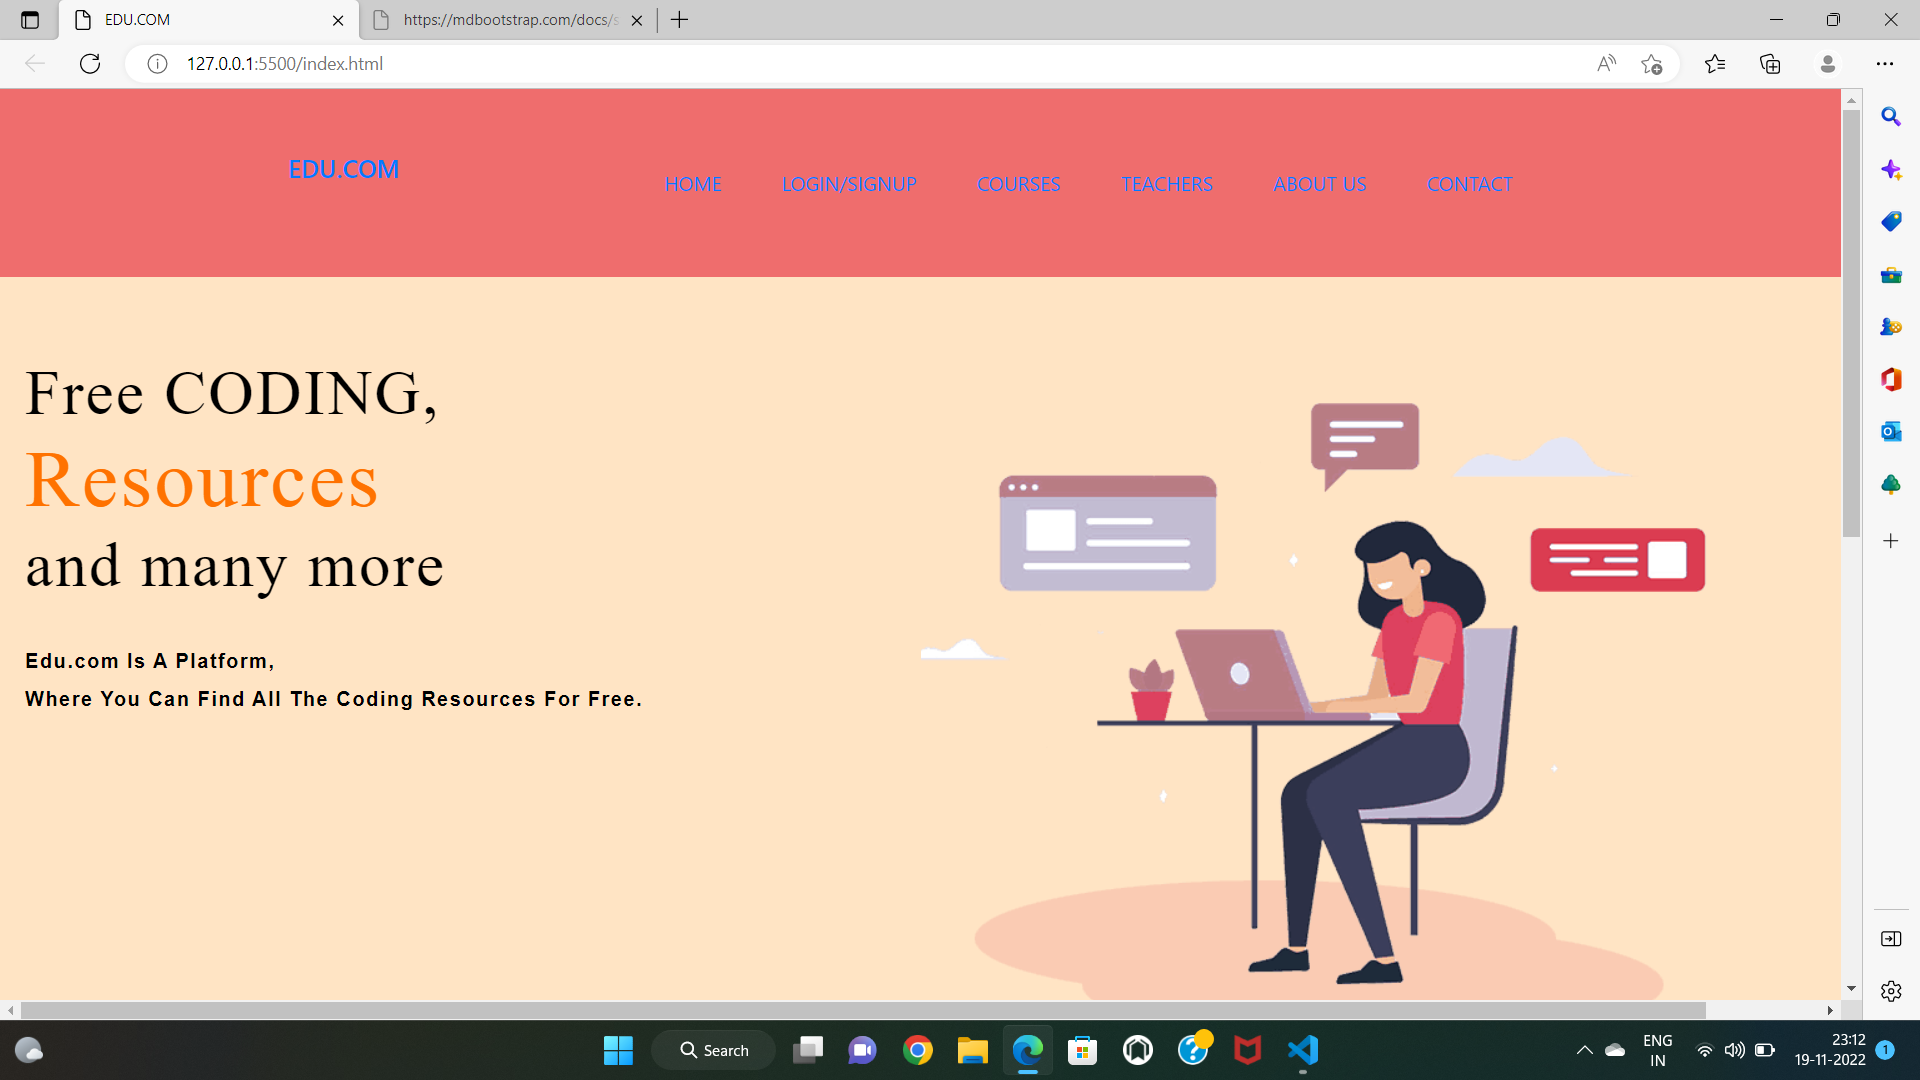 EDU.COM
https://mdbootstrap.com/docs/s
127.0.0.1:5500/index.html
EDU.COM
HOME
LOGIN/SIGNUP
COURSES
TEACHERS
ABOUT US
CONTACT
Free CODING,
Resources
and many more
Edu.com Is A Platform,
Where You Can Find All The Coding Resources For Free.
Search
ENG
IN
23:12
19-11-2022
1